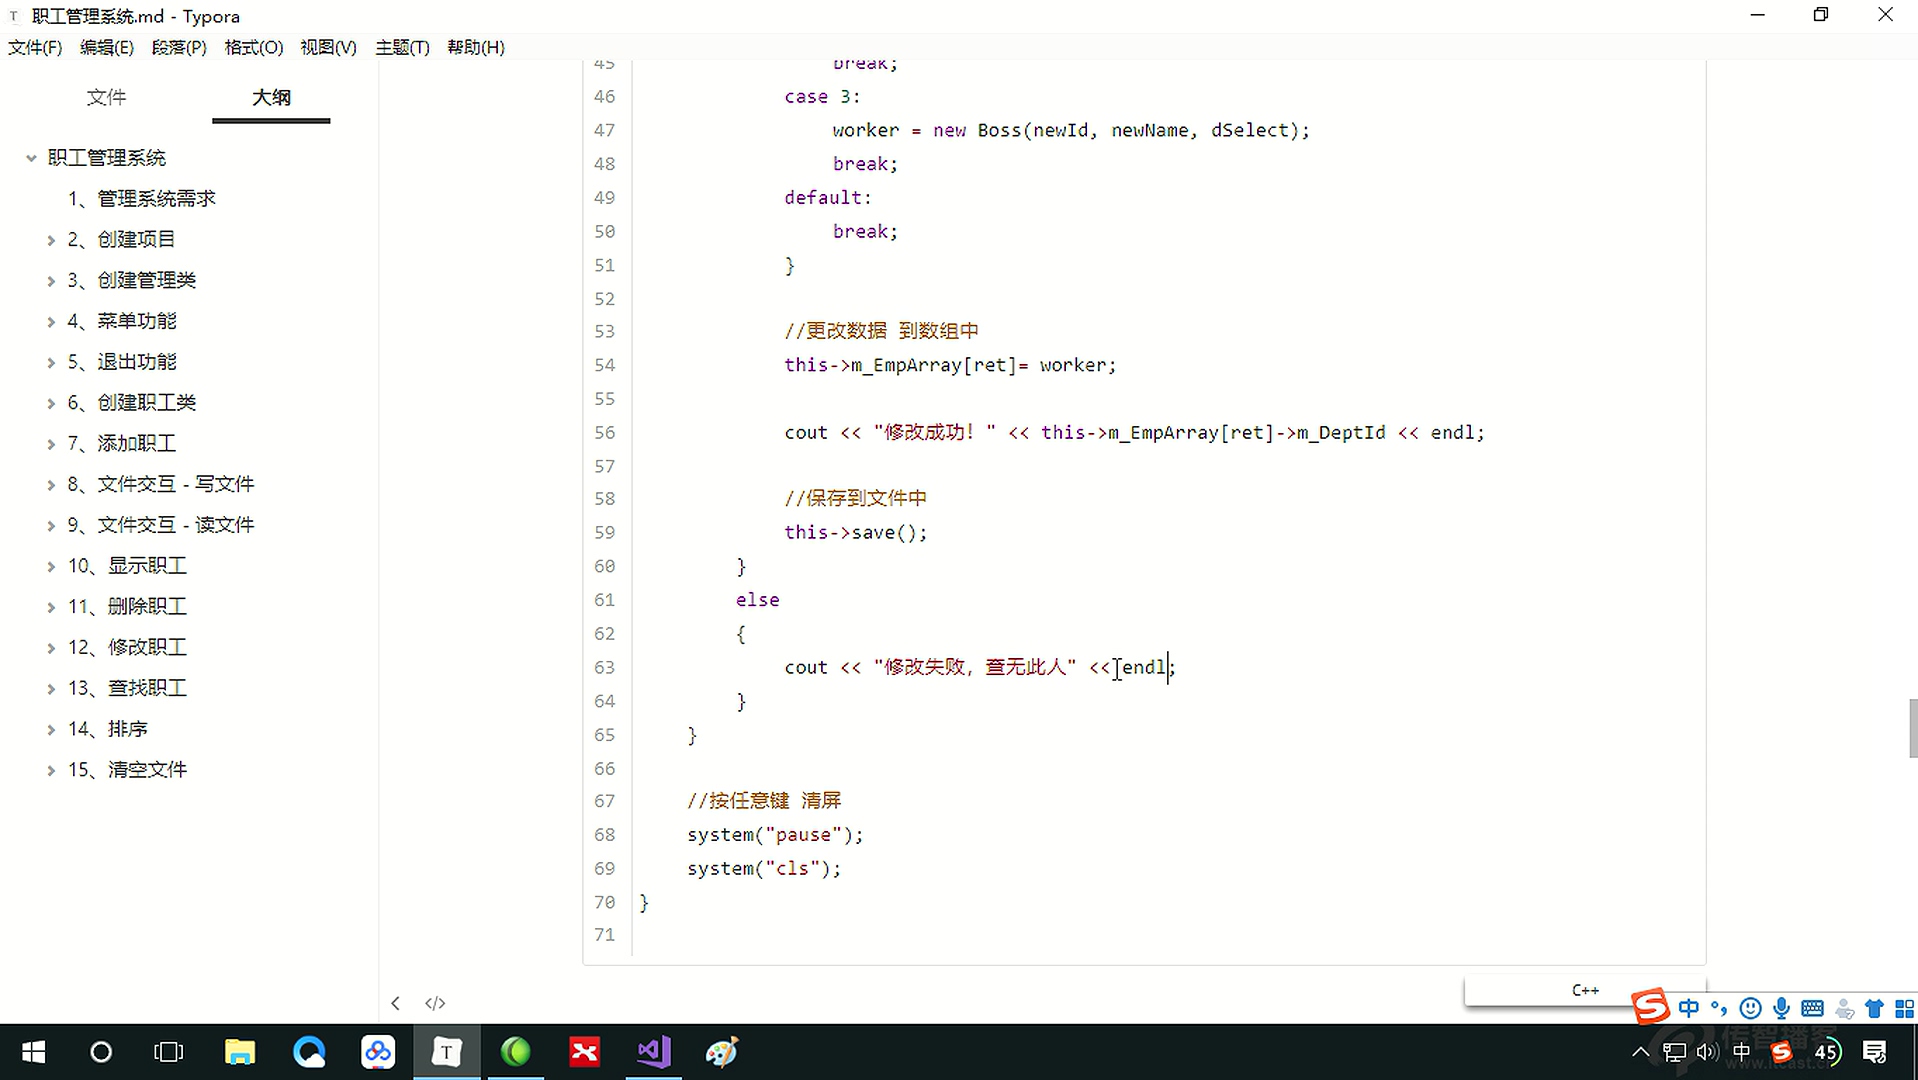 职工管理系统.md - Typora
文件(F) 编辑(E) 段落(P) 格式(O) 视图(V) 主题(T) 帮助(H)
文件 大纲
职工管理系统
1、管理系统需求
2、创建项目
3、创建管理类
4、菜单功能
5、退出功能
6、创建职工类
7、添加职工
8、文件交互 - 写文件
9、文件交互 - 读文件
10、显示职工
11、删除职工
12、修改职工
13、查找职工
14、排序
15、清空文件
45 break;
46 case 3:
47 worker = new Boss(newId, newName, dSelect);
48 break;
49 default:
50 break;
51 }
52
53 //更改数据 到数组中
54 this->m_EmpArray[ret]= worker;
55
56 cout << "修改成功！" << this->m_EmpArray[ret]->m_DeptId << endl;
57
58 //保存到文件中
59 this->save();
60 }
61 else
62 {
63 cout << "修改失败，查无此人" << endl;
64 }
65 }
66
67 //按任意键 清屏
68 system("pause");
69 system("cls");
70 }
71
C++
中
传智播客
中 45